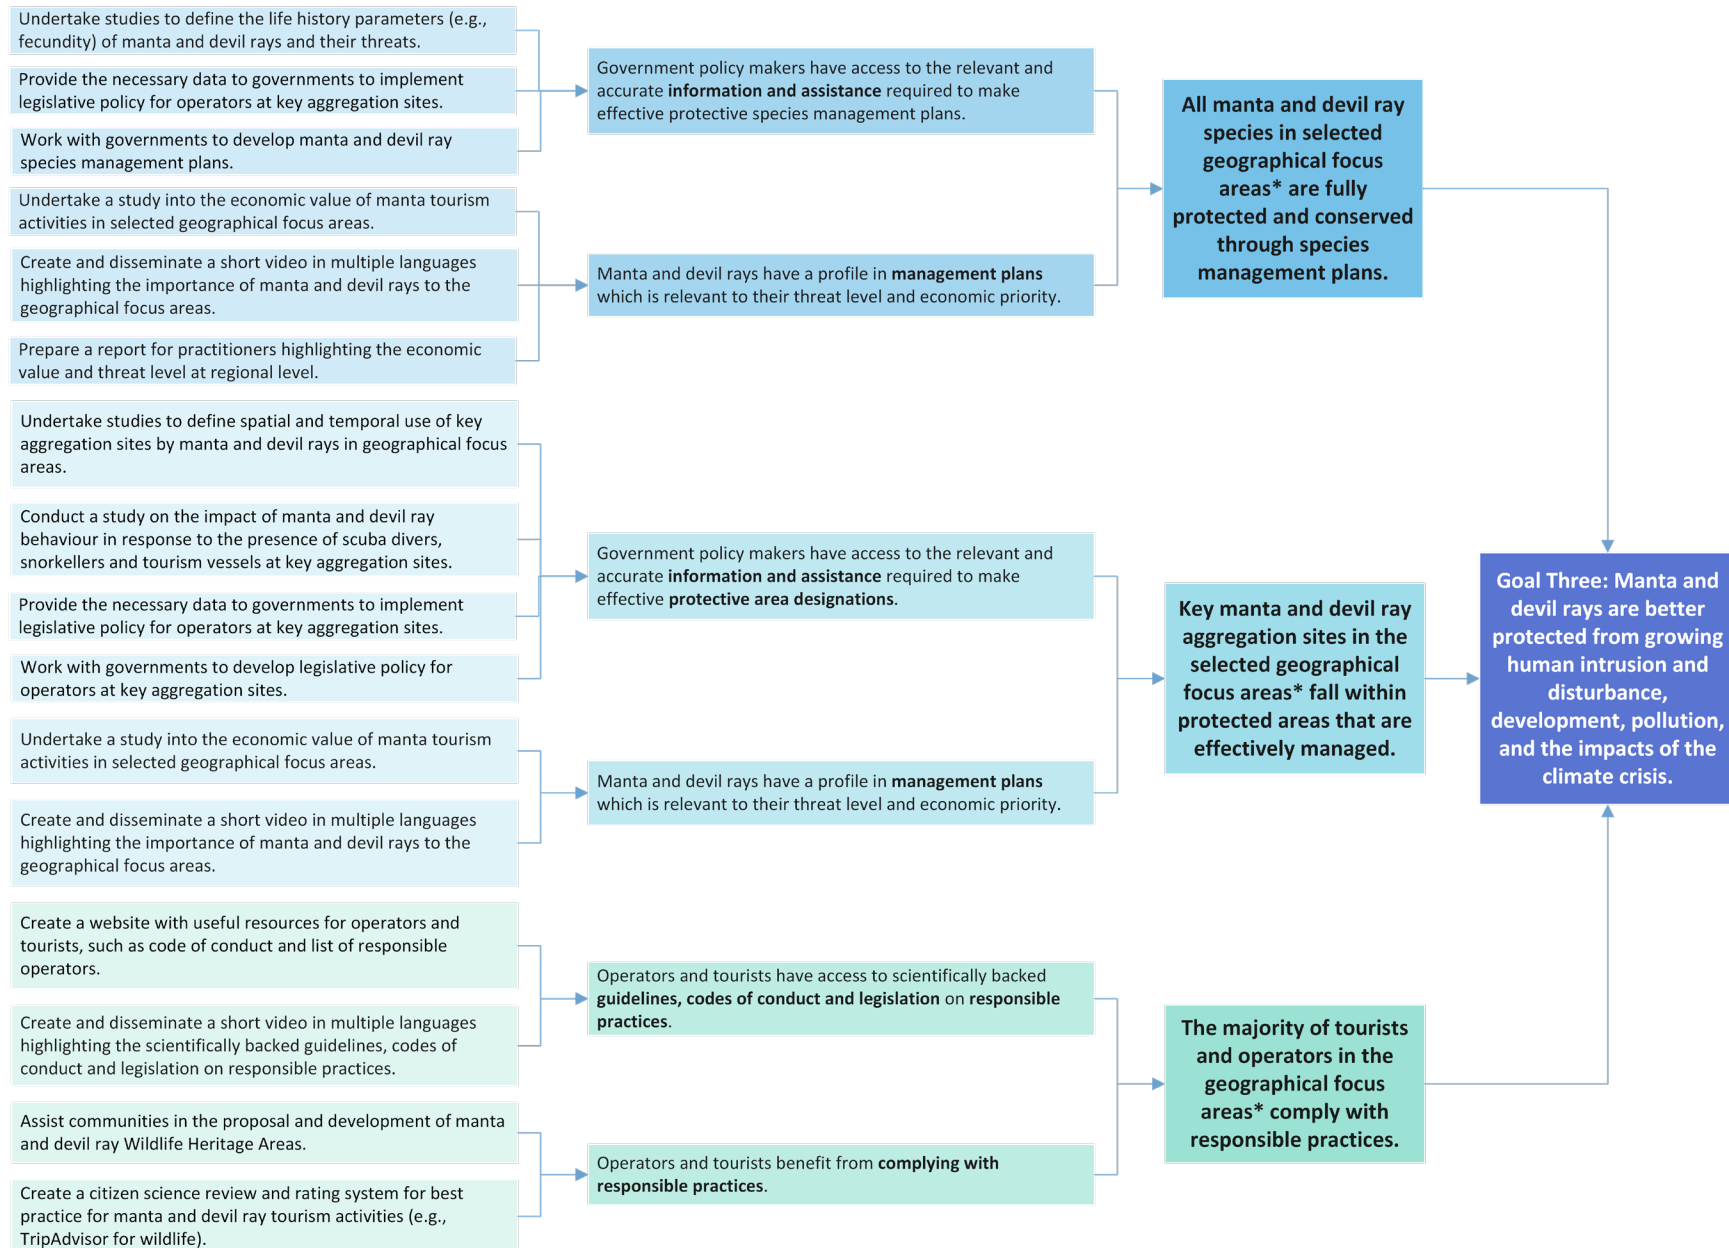 Undertake studies to define the life history parameters (e.g.,
fecundity) of manta and devil rays and their threats.
Provide the necessary data to governments to implement
legislative policy for operators at key aggregation sites.
Work with governments to develop manta and devil ray
species management plans.
Undertake a study into the economic value of manta tourism
activities in selected geographical focus areas.
Create and disseminate a short video in multiple languages
highlighting the importance of manta and devil rays to the
geographical focus areas.
Prepare a report for practitioners highlighting the economic
value and threat level at regional level.
Undertake studies to define spatial and temporal use of key
aggregation sites by manta and devil rays in geographical focus
areas.
Conduct a study on the impact of manta and devil ray
behaviour in response to the presence of scuba divers,
snorkellers and tourism vessels at key aggregation sites.
Provide the necessary data to governments to implement
legislative policy for operators at key aggregation sites.
Work with governments to develop legislative policy for
operators at key aggregation sites.
Undertake a study into the economic value of manta tourism
activities in selected geographical focus areas.
Create and disseminate a short video in multiple languages
highlighting the importance of manta and devil rays to the
geographical focus areas.
Create a website with useful resources for operators and
tourists, such as code of conduct and list of responsible
operators.
Create and disseminate a short video in multiple languages
highlighting the scientifically backed guidelines, codes of
conduct and legislation on responsible practices.
Assist communities in the proposal and development of manta
and devil ray Wildlife Heritage Areas.
Create a citizen science review and rating system for best
practice for manta and devil ray tourism activities (e.g.,
TripAdvisor for wildlife).
Government policy makers have access to the relevant and
accurate information and assistance required to make
effective protective species management plans.
Manta and devil rays have a profile in management plans
which is relevant to their threat level and economic priority.
Government policy makers have access to the relevant and
accurate information and assistance required to make
effective protective area designations.
Manta and devil rays have a profile in management plans
which is relevant to their threat level and economic priority.
Operators and tourists have access to scientifically backed
guidelines, codes of conduct and legislation on responsible
practices.
Operators and tourists benefit from complying with
responsible practices.
All manta and devil ray
species in selected
geographical focus
areas* are fully
protected and conserved
through species
management plans.
Key manta and devil ray
aggregation sites in the
selected geographical
focus areas* fall within
protected areas that are
effectively managed.
The majority of tourists
and operators in the
geographical focus
areas* comply with
responsible practices.
Goal Three: Manta and
devil rays are better
protected from growing
human intrusion and
disturbance,
development, pollution,
and the impacts of the
climate crisis.